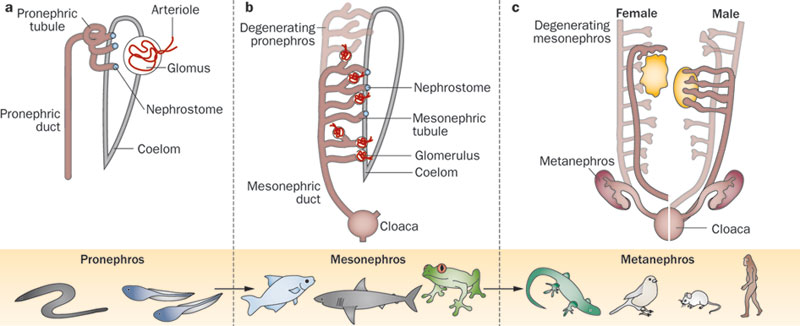 a
Pronephric
tubule
Arteriole
Glomus
Nephrostome
Pronephric
duct
Coelom
b
Degenerating
pronephros
Nephrostome
Mesonephric
tubule
Glomerulus
Coelom
Mesonephric
duct
Cloaca
c
Female
Male
Degenerating
mesonephros
Metanephros
Cloaca
Pronephros
Mesonephros
Metanephros